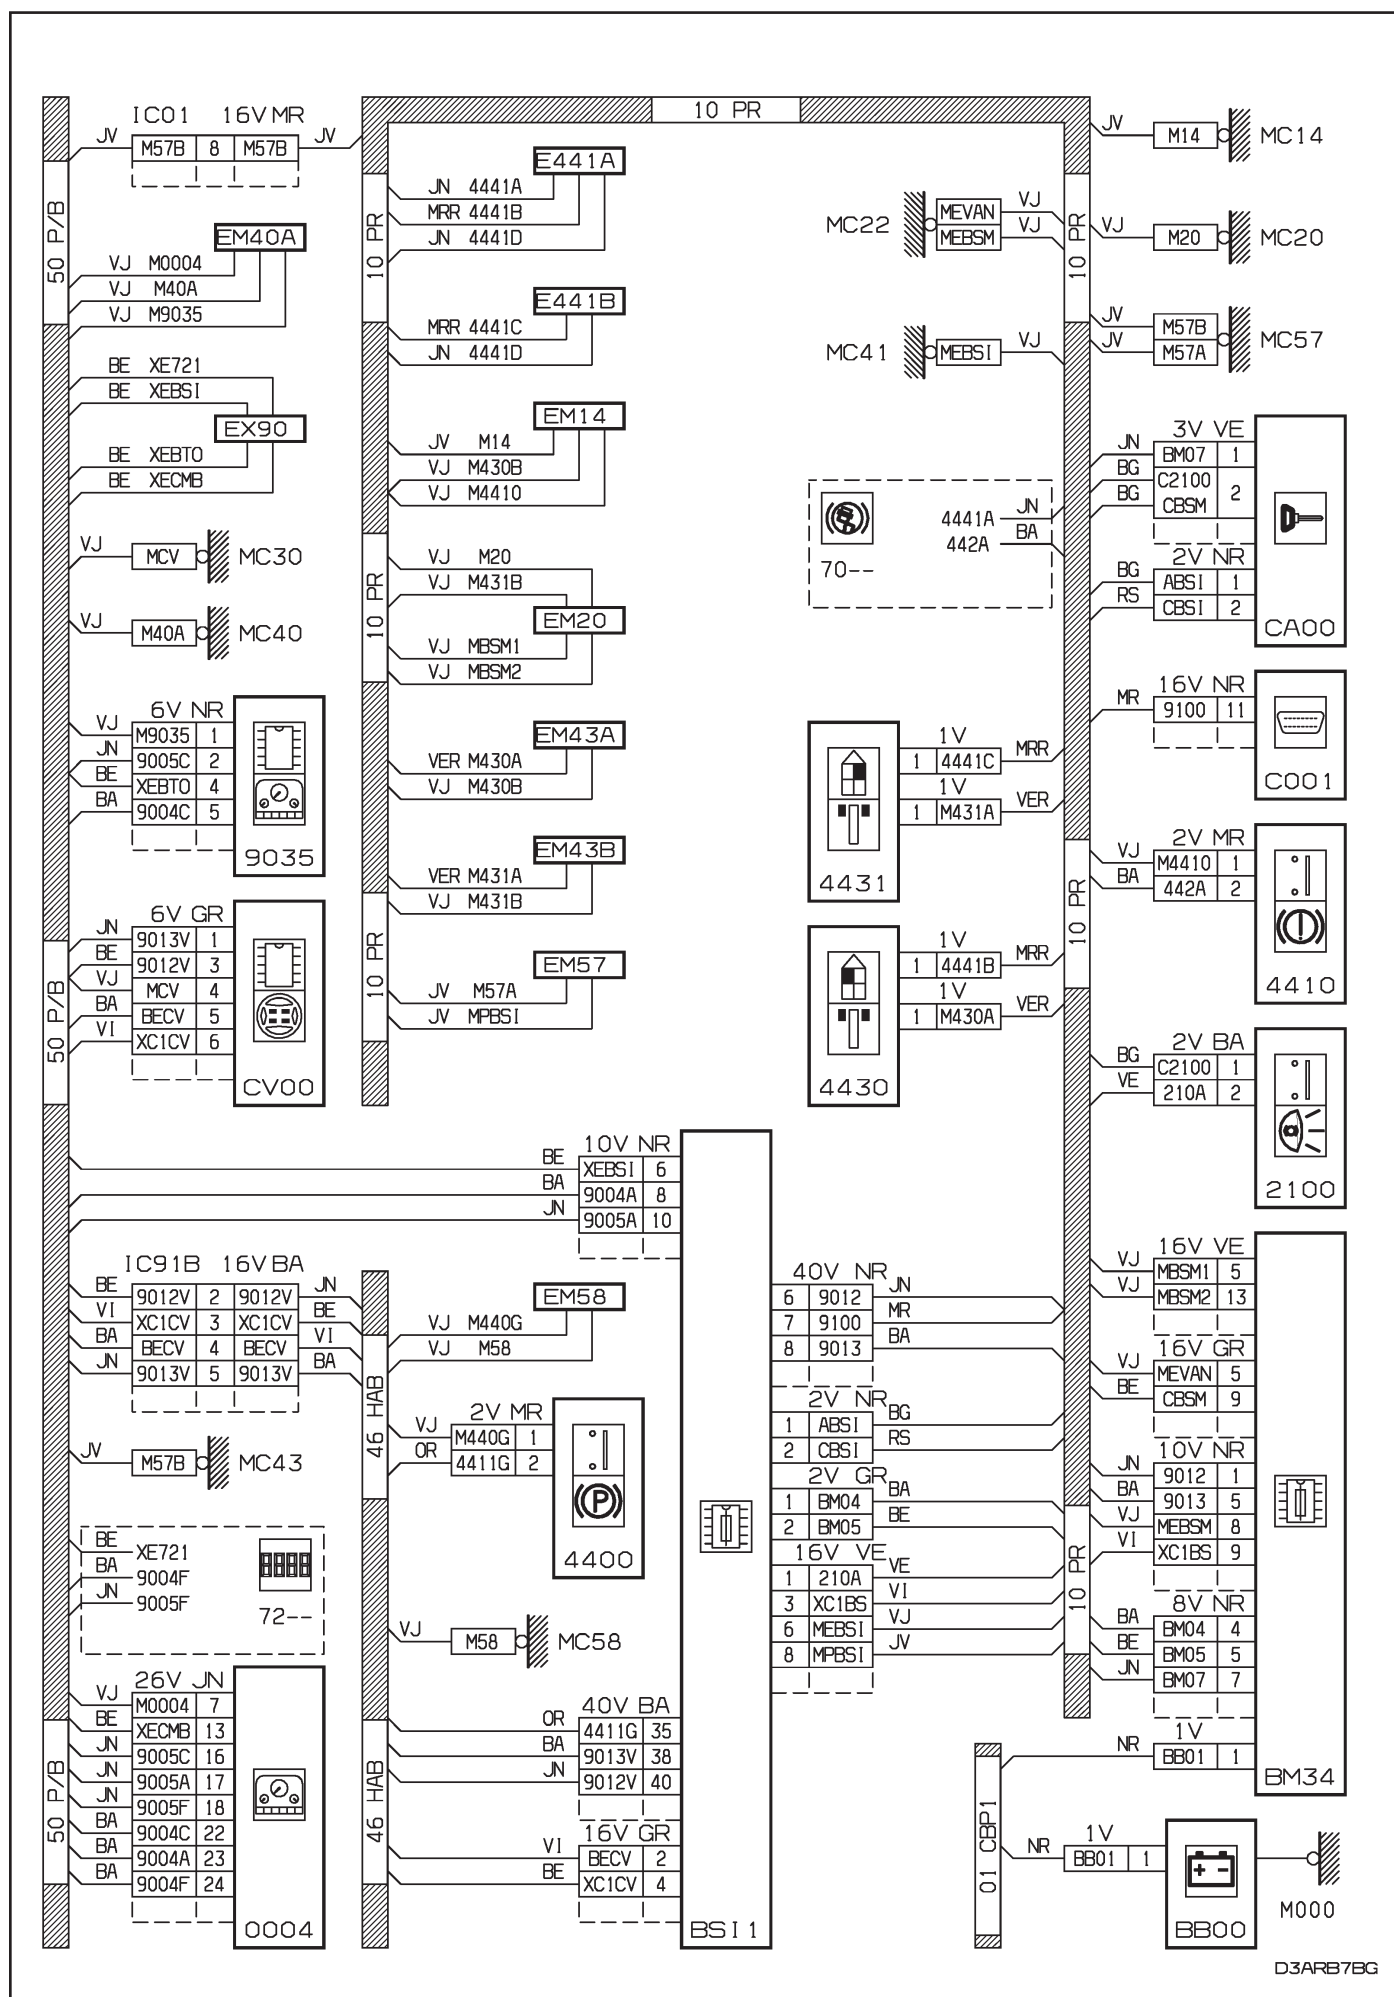 10 PR
IC01 16V MR
JV M57B 8 M57B JV
50 P/B
EM40A
VJ M0004
VJ M40A
VJ M9035
BE XE721
BE XEBSI
EX90
BE XEBTO
BE XECMB
VJ MCV MC30
VJ M40A MC40
6V NR
VJ M9035 1
JN 9005C 2
BE XEBTO 4
BA 9004C 5
9035
6V GR
JN 9013V 1
BE 9012V 3
VJ MCV 4
BA BECV 5
VI XC1CV 6
CV00
50 P/B
10 PR
E441A
JN 4441A
MRR 4441B
JN 4441D
E441B
MRR 4441C
JN 4441D
EM14
JV M14
VJ M430B
VJ M4410
10 PR
VJ M20
VJ M431B
EM20
VJ MBSM1
VJ MBSM2
EM43A
VER M430A
VJ M430B
EM43B
VER M431A
VJ M431B
10 PR
EM57
JV M57A
JV MPBSI
MC22
MEVAN VJ
MEBSM VJ
MC41 MEBSI VJ
4441A JN
442A BA
70--
1V
1 4441C MRR
1V
1 M431A VER
4431
1V
1 4441B MRR
1V
1 M430A VER
4430
10 PR
10 PR
JV M14 MC14
VJ M20 MC20
JV M57B
JV M57A
MC57
3V VE
JN BM07 1
BG C2100
BG CBSM
2
2V NR
BG ABSI 1
RS CBSI 2
CA00
16V NR
MR 9100 11
C001
2V MR
VJ M4410 1
BA 442A 2
4410
2V BA
BG C2100 1
VE 210A 2
2100
10V NR
BE XEBSI 6
BA 9004A 8
JN 9005A 10
IC91B 16V BA
BE 9012V 2 9012V JN
VI XC1CV 3 XC1CV BE
BA BECV 4 BECV VI
JN 9013V 5 9013V BA
JV M57B MC43
BE XE721
BA 9004F
JN 9005F
72--
26V JN
VJ M0004 7
BE XECMB 13
JN 9005C 16
JN 9005A 17
JN 9005F 18
BA 9004C 22
BA 9004A 23
BA 9004F 24
0004
50 P/B
46 HAB
EM58
VJ M440G
VJ M58
2V MR
VJ M440G 1
OR 4411G 2
4400
VJ M58 MC58
46 HAB
40V BA
OR 4411G 35
BA 9013V 38
JN 9012V 40
16V GR
VI BECV 2
BE XC1CV 4
BSI1
40V NR
6 9012 JN
7 9100 MR
8 9013 BA
2V NR
1 ABSI BG
2 CBSI RS
2V GR
1 BM04 BA
2 BM05 BE
16V VE
1 210A VE
3 XC1BS VI
6 MEBSI VJ
8 MPBSI JV
10 PR
16V VE
VJ MBSM1 5
VJ MBSM2 13
16V GR
VJ MEVAN 5
BE CBSM 9
10V NR
JN 9012 1
BA 9013 5
VJ MEBSM 8
VI XC1BS 9
8V NR
BA BM04 4
BE BM05 5
JN BM07 7
1V
NR BB01 1
BM34
01 CBP1
1V
NR BB01 1
BB00
M000
D3ARB7BG